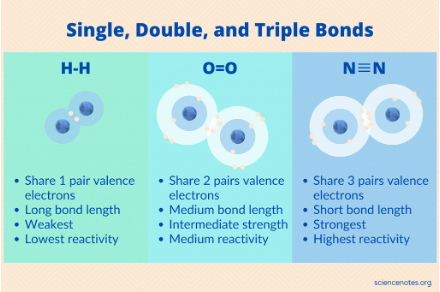 Single, Double, and Triple Bonds
H-H
• Share 1 pair valence
electrons
• Long bond length
• Weakest
• Lowest reactivity
O=O
• Share 2 pairs valence
electrons
• Medium bond length
• Intermediate strength
• Medium reactivity
N≡N
• Share 3 pairs valence
electrons
• Short bond length
• Strongest
• Highest reactivity
sciencenotes.org